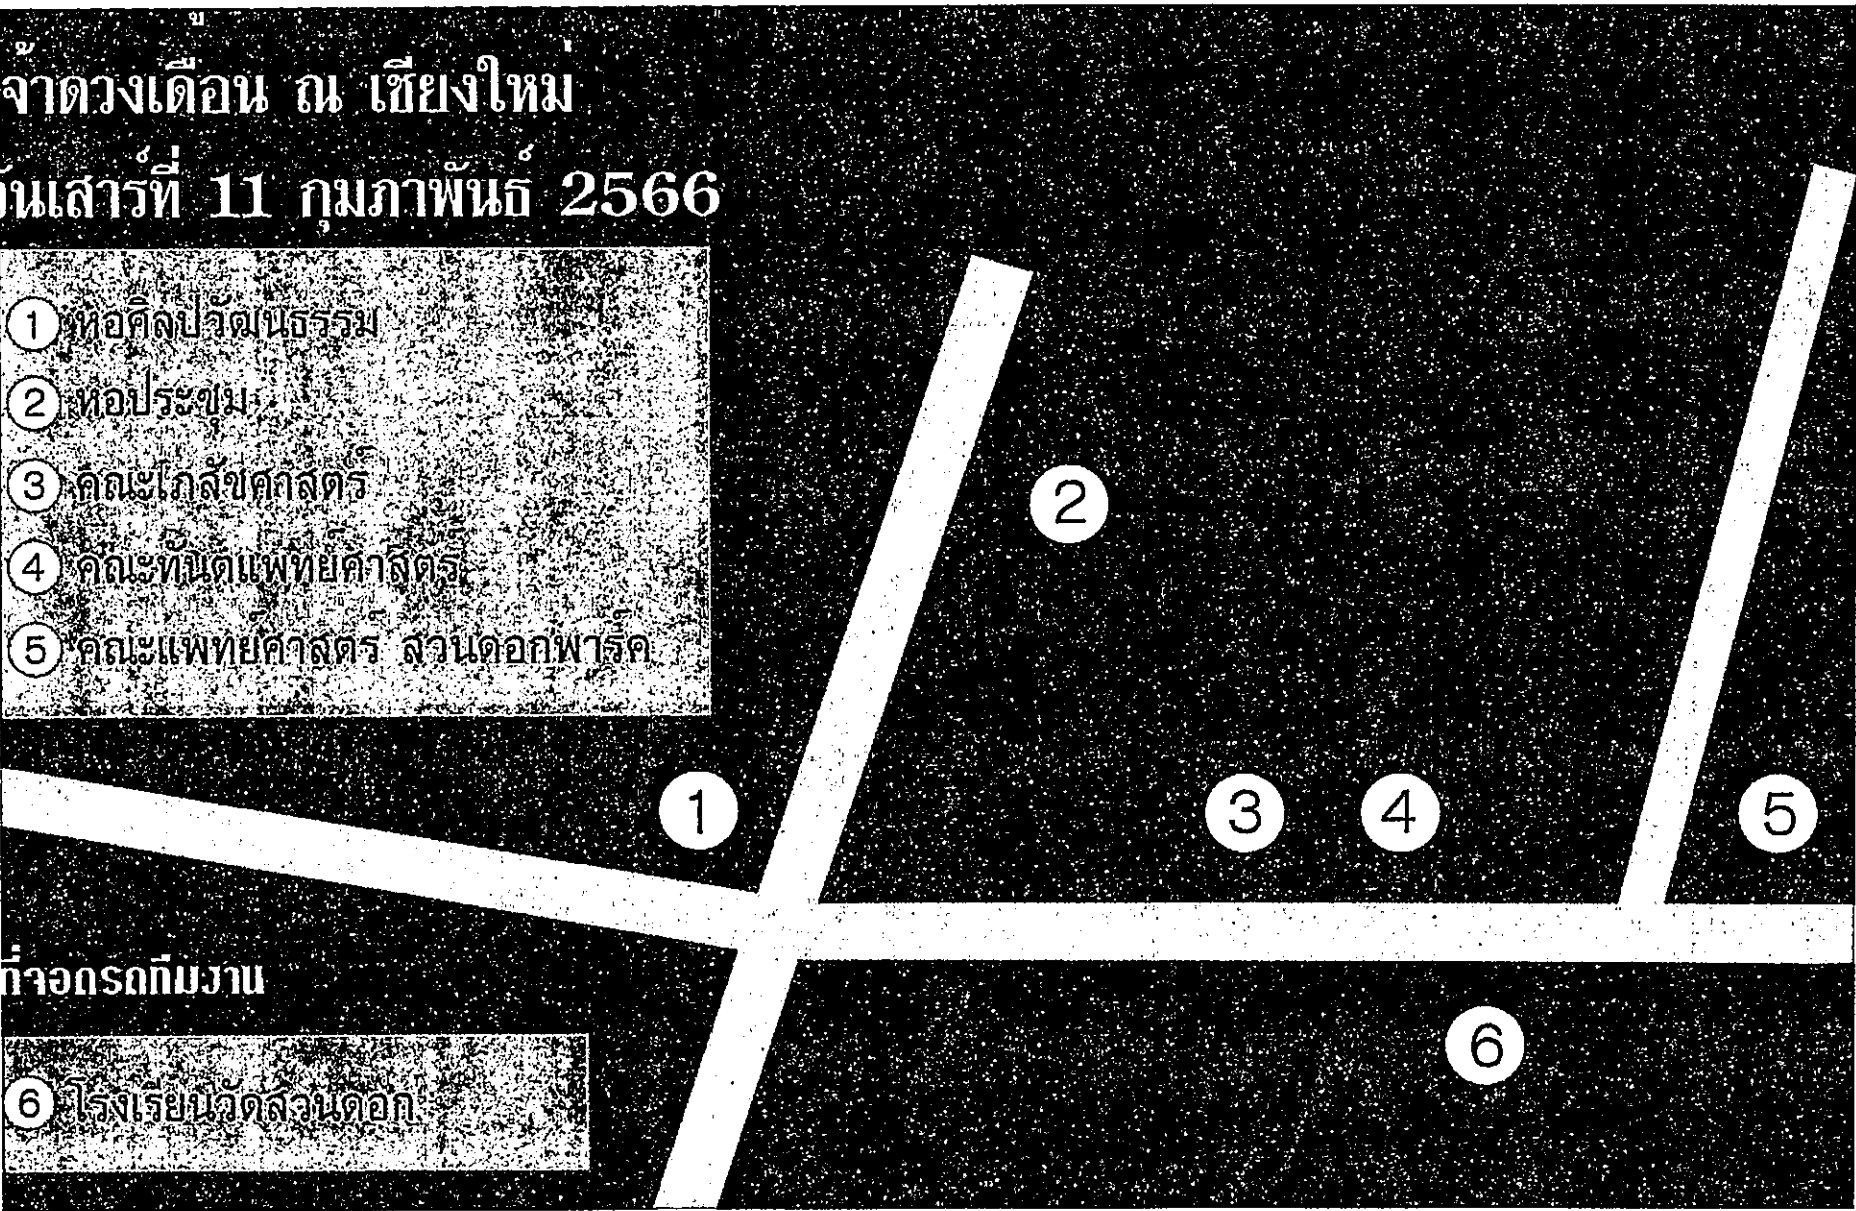 จ้าดวงเดือน ณ เชียงใหม่
วันเสาร์ที่ 11 กุมภาพันธ์ 2566
1 หอศิลปวัฒนธรรม
2 หอประชุม
3 คณะเภสัชศาสตร์
4 คณะทันตแพทย์ศาสตร์
5 คณะแพทย์ศาสตร์ สวนดอกพาร์ค
2
1
3
4
5
ที่จอดรถทีมงาน
6
6 โรงเรียนวัดสวนดอก